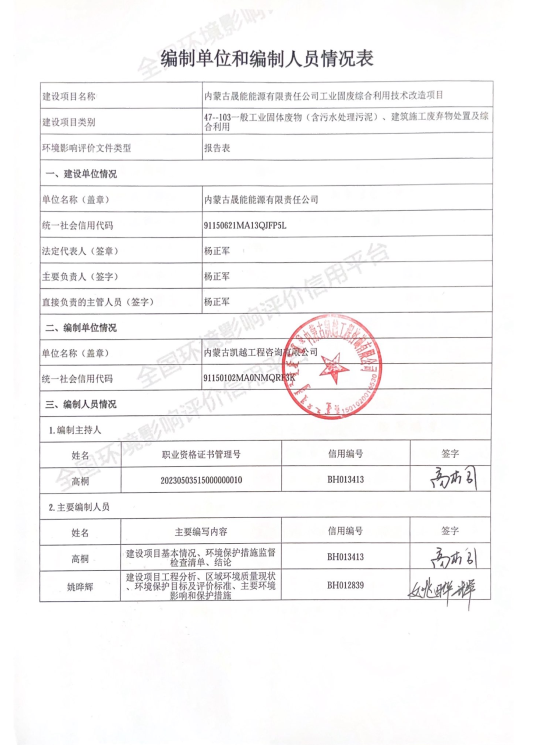 编制单位和编制人员情况表
建设项目名称 内蒙古晟能能源有限责任公司工业固废综合利用技术改造项目
建设项目类别 47--103一般工业固体废物（含污水处理污泥）、建筑施工废弃物处置及综
合利用
环境影响评价文件类型 报告表
一、建设单位情况
单位名称（盖章） 内蒙古晟能能源有限责任公司
统一社会信用代码 91150621MA13QJFP5L
法定代表人（签章） 杨正军
主要负责人（签字） 杨正军
直接负责的主管人员（签字） 杨正军
二、编制单位情况
单位名称（盖章） 内蒙古凯越工程咨询有限公司
统一社会信用代码 91150102MA0NMQRF3K
三、编制人员情况
1.编制主持人
姓名 职业资格证书管理号 信用编号 签字
高桐 20230503515000000010 BH013413 高桐
2.主要编制人员
姓名 主要编写内容 信用编号 签字
高桐 建设项目基本情况、环境保护措施监督
检查清单、结论 BH013413 高桐
姚晔辉 建设项目工程分析、区域环境质量现状
、环境保护目标及评价标准、主要环境
影响和保护措施 BH012839 姚晔辉
全国环境影响评价信用平台